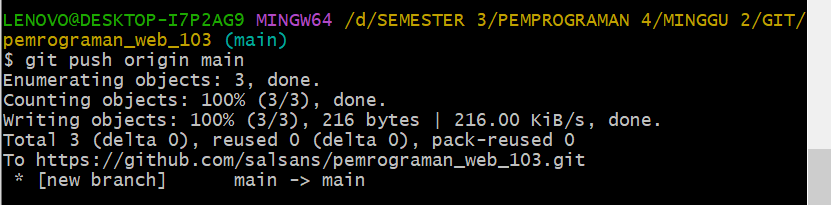 LENOVO@DESKTOP-I7P2AG9 MINGW64 /d/SEMESTER 3/PEMPROGRAMAN 4/MINGGU 2/GIT/
pemrograman_web_103 (main)
$ git push origin main
Enumerating objects: 3, done.
Counting objects: 100% (3/3), done.
Writing objects: 100% (3/3), 216 bytes | 216.00 KiB/s, done.
Total 3 (delta 0), reused 0 (delta 0), pack-reused 0
To https://github.com/salsans/pemrograman_web_103.git
 * [new branch]      main -> main